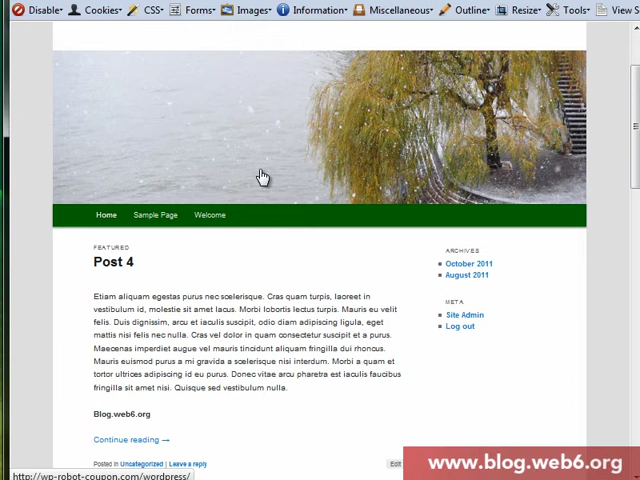 Disable Cookies CSS Forms Images Information Miscellaneous Outline Resize Tools View S
Home Sample Page Welcome
FEATURED
Post 4
Etiam aliquam egestas purus nec scelerisque. Cras quam turpis, laoreet in
vestibulum id, molestie sit amet lacus. Morbi lobortis lectus turpis. Mauris eu velit
felis. Duis dignissim, arcu et iaculis suscipit, odio diam adipiscing ligula, eget
mattis nisi felis nec nulla. Cras vel dolor in quam consectetur suscipit et a purus.
Maecenas imperdiet augue vel mauris tincidunt aliquam fringilla dui rhoncus.
Mauris euismod purus a mi gravida a scelerisque nisi interdum. Morbi a quam et
tortor ultrices adipiscing id eu purus. Donec vitae arcu pharetra est iaculis faucibus
fringilla sit amet nisi. Quisque sed vestibulum nulla.
Blog.web6.org
Continue reading →
Posted in Uncategorized | Leave a reply
Edit
ARCHIVES
October 2011
August 2011
META
Site Admin
Log out
http://wp-robot-coupon.com/wordpress/
www.blog.web6.org